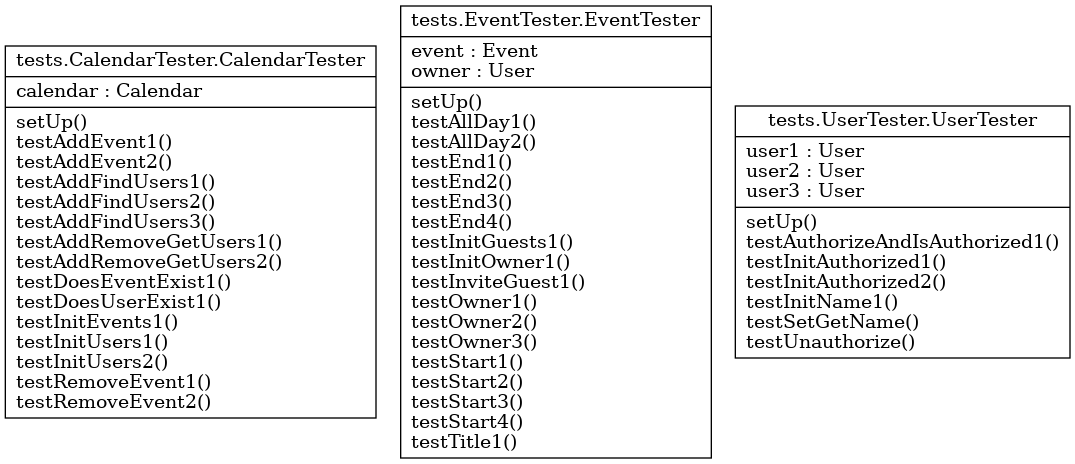 tests.CalendarTester.CalendarTester
calendar : Calendar
setUp()
testAddEvent1()
testAddEvent2()
testAddFindUsers1()
testAddFindUsers2()
testAddFindUsers3()
testAddRemoveGetUsers1()
testAddRemoveGetUsers2()
testDoesEventExist1()
testDoesUserExist1()
testInitEvents1()
testInitUsers1()
testInitUsers2()
testRemoveEvent1()
testRemoveEvent2()
tests.EventTester.EventTester
event : Event
owner : User
setUp()
testAllDay1()
testAllDay2()
testEnd1()
testEnd2()
testEnd3()
testEnd4()
testInitGuests1()
testInitOwner1()
testInviteGuest1()
testOwner1()
testOwner2()
testOwner3()
testStart1()
testStart2()
testStart3()
testStart4()
testTitle1()
tests.UserTester.UserTester
user1 : User
user2 : User
user3 : User
setUp()
testAuthorizeAndIsAuthorized1()
testInitAuthorized1()
testInitAuthorized2()
testInitName1()
testSetGetName()
testUnauthorize()